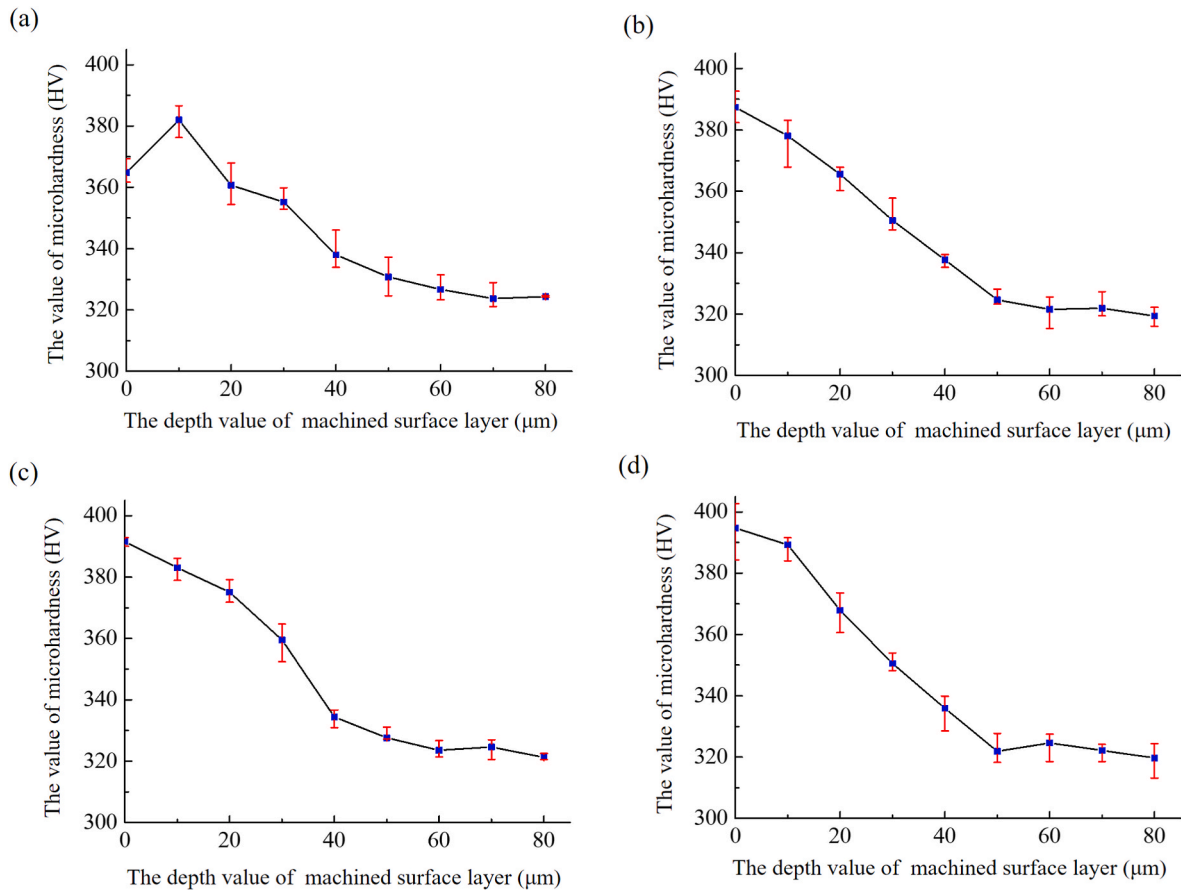 (a)
The value of microhardness (HV)
400
380
360
340
320
300
0 20 40 60 80
The depth value of machined surface layer (μm)
(b)
The value of microhardness (HV)
400
380
360
340
320
300
0 20 40 60 80
The depth value of machined surface layer (μm)
(c)
The value of microhardness (HV)
400
380
360
340
320
300
0 20 40 60 80
The depth value of machined surface layer (μm)
(d)
The value of microhardness (HV)
400
380
360
340
320
300
0 20 40 60 80
The depth value of machined surface layer (μm)